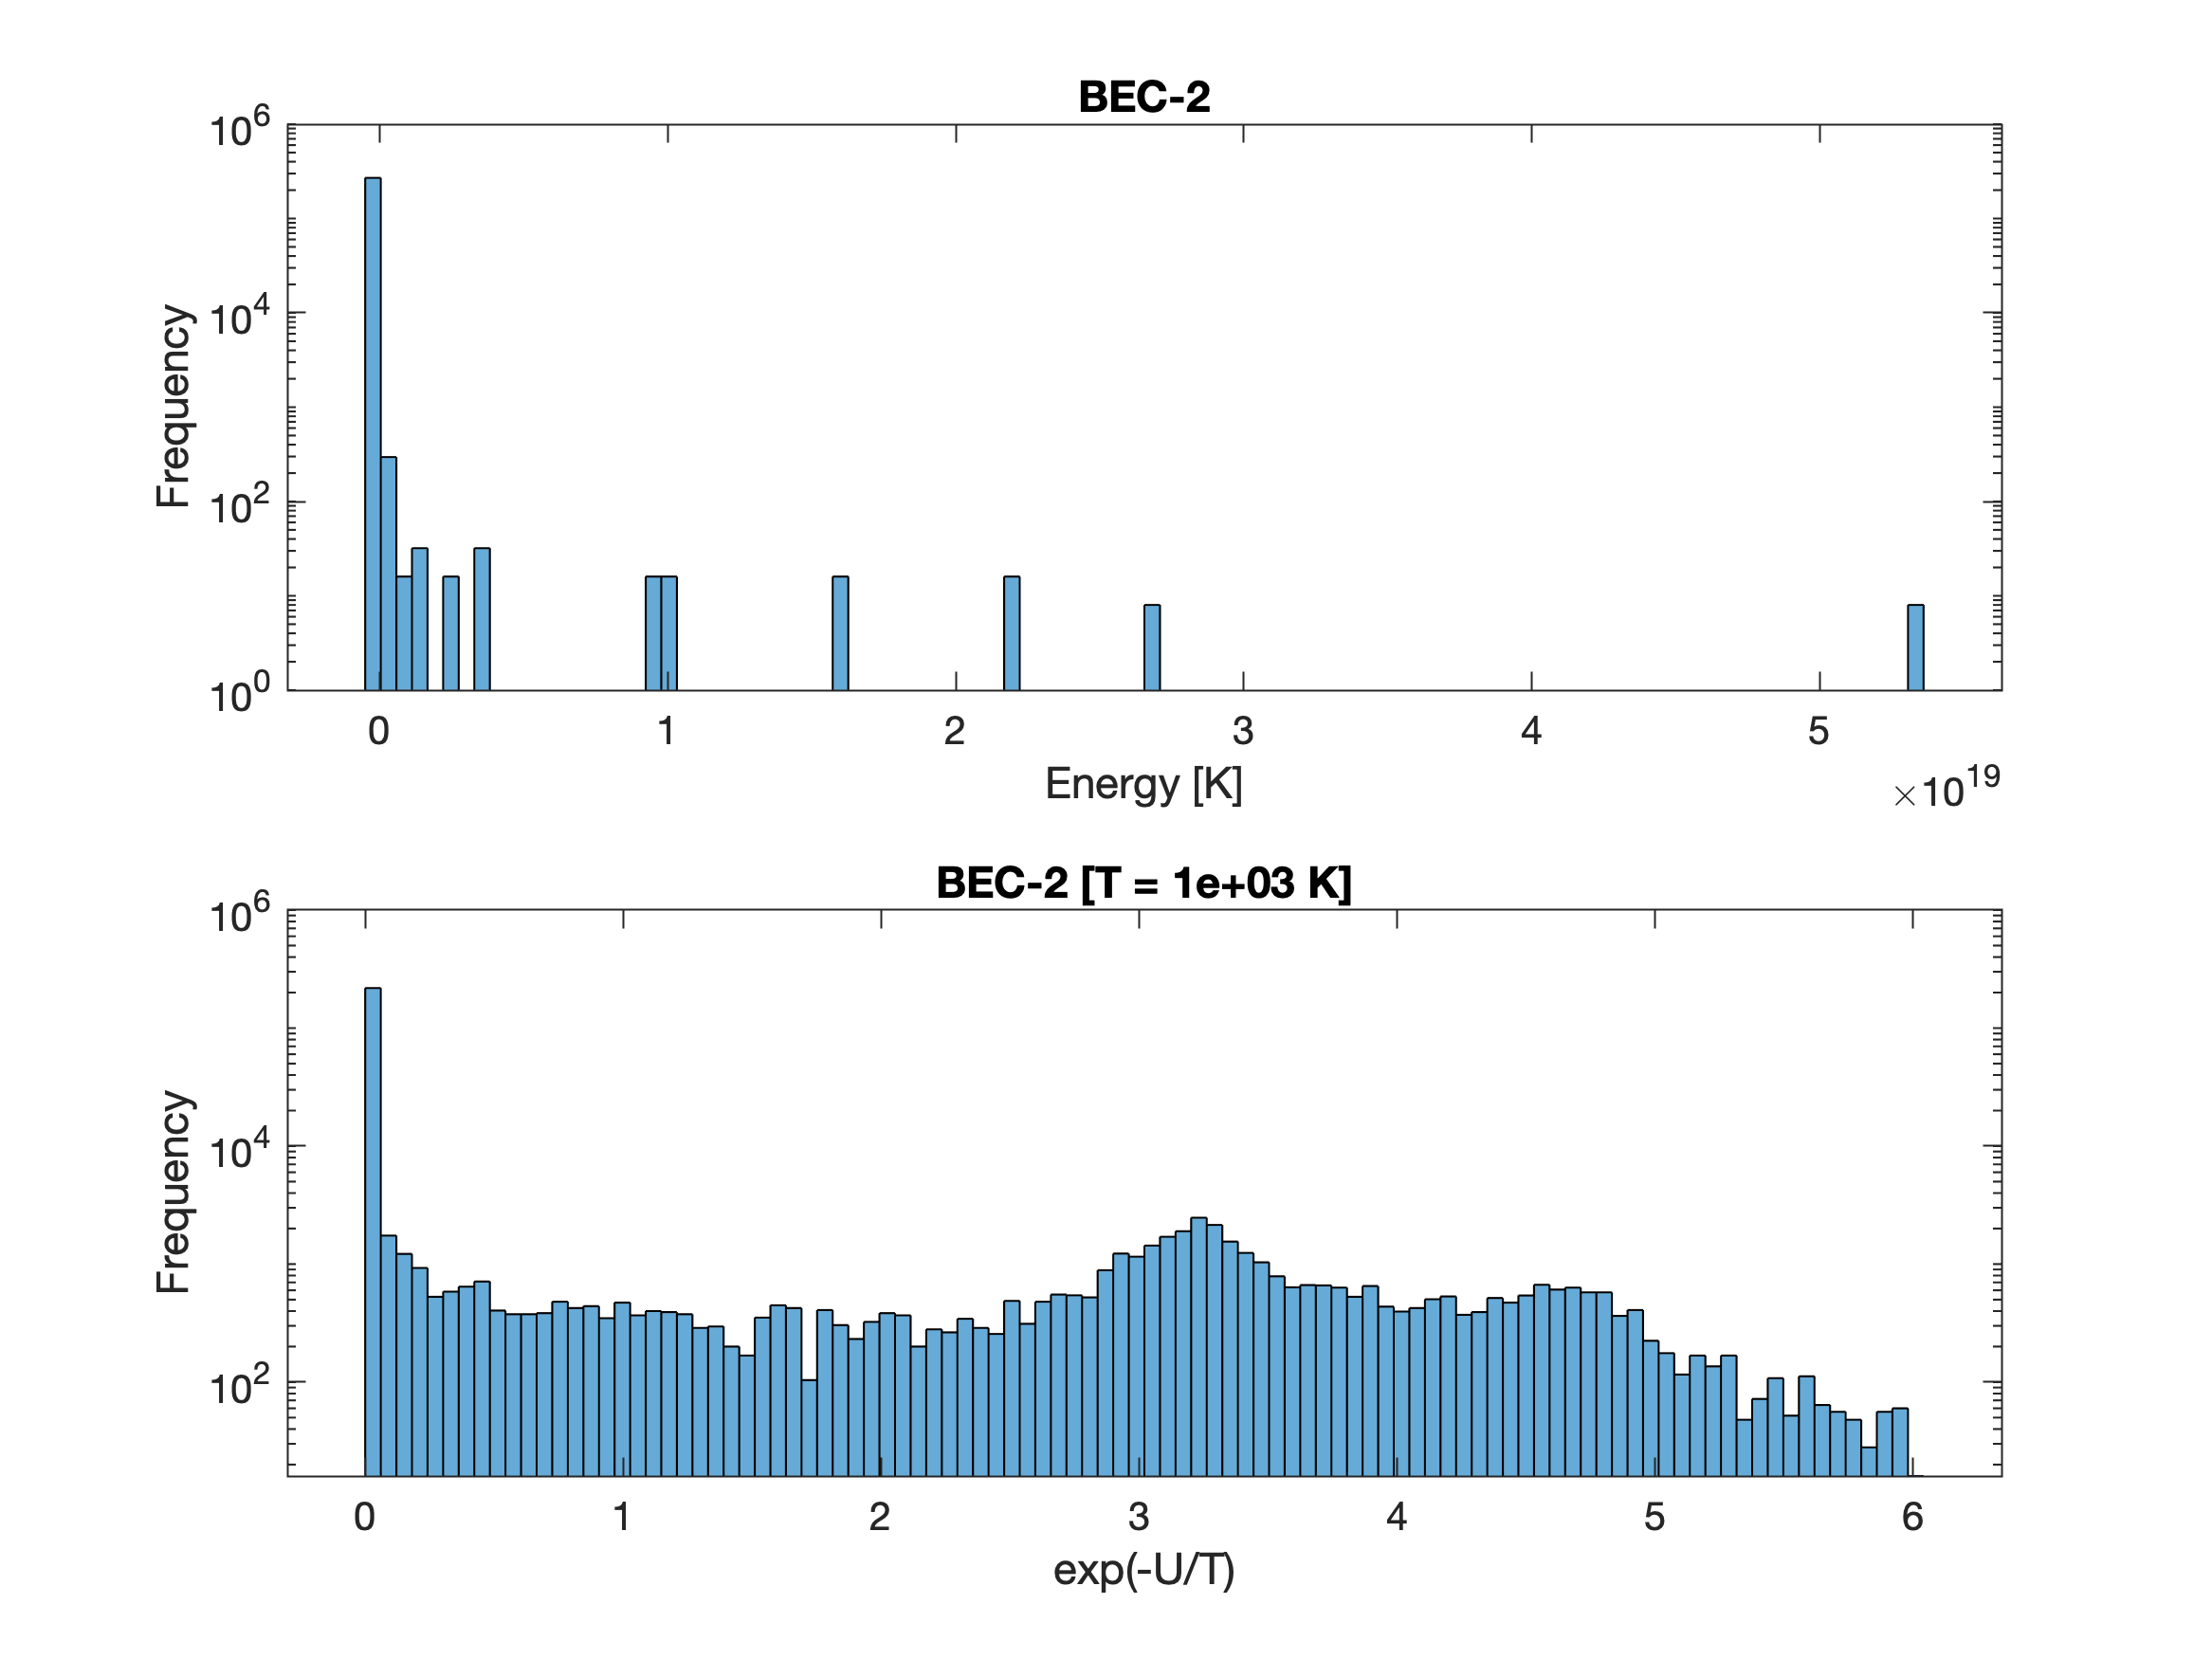 BEC-2
10^6
10^4
10^2
10^0
Frequency
0 1 2 3 4 5
Energy [K]
×10^19
BEC-2 [T = 1e+03 K]
10^6
10^4
10^2
Frequency
0 1 2 3 4 5 6
exp(-U/T)